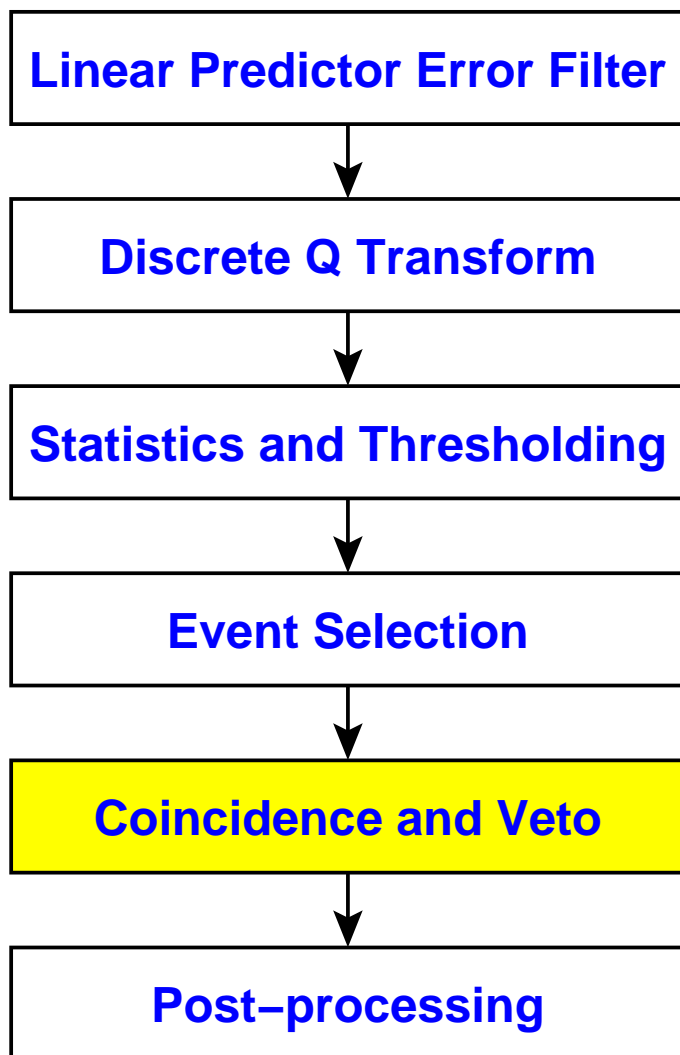 Linear Predictor Error Filter
Discrete Q Transform
Statistics and Thresholding
Event Selection
Coincidence and Veto
Post−processing